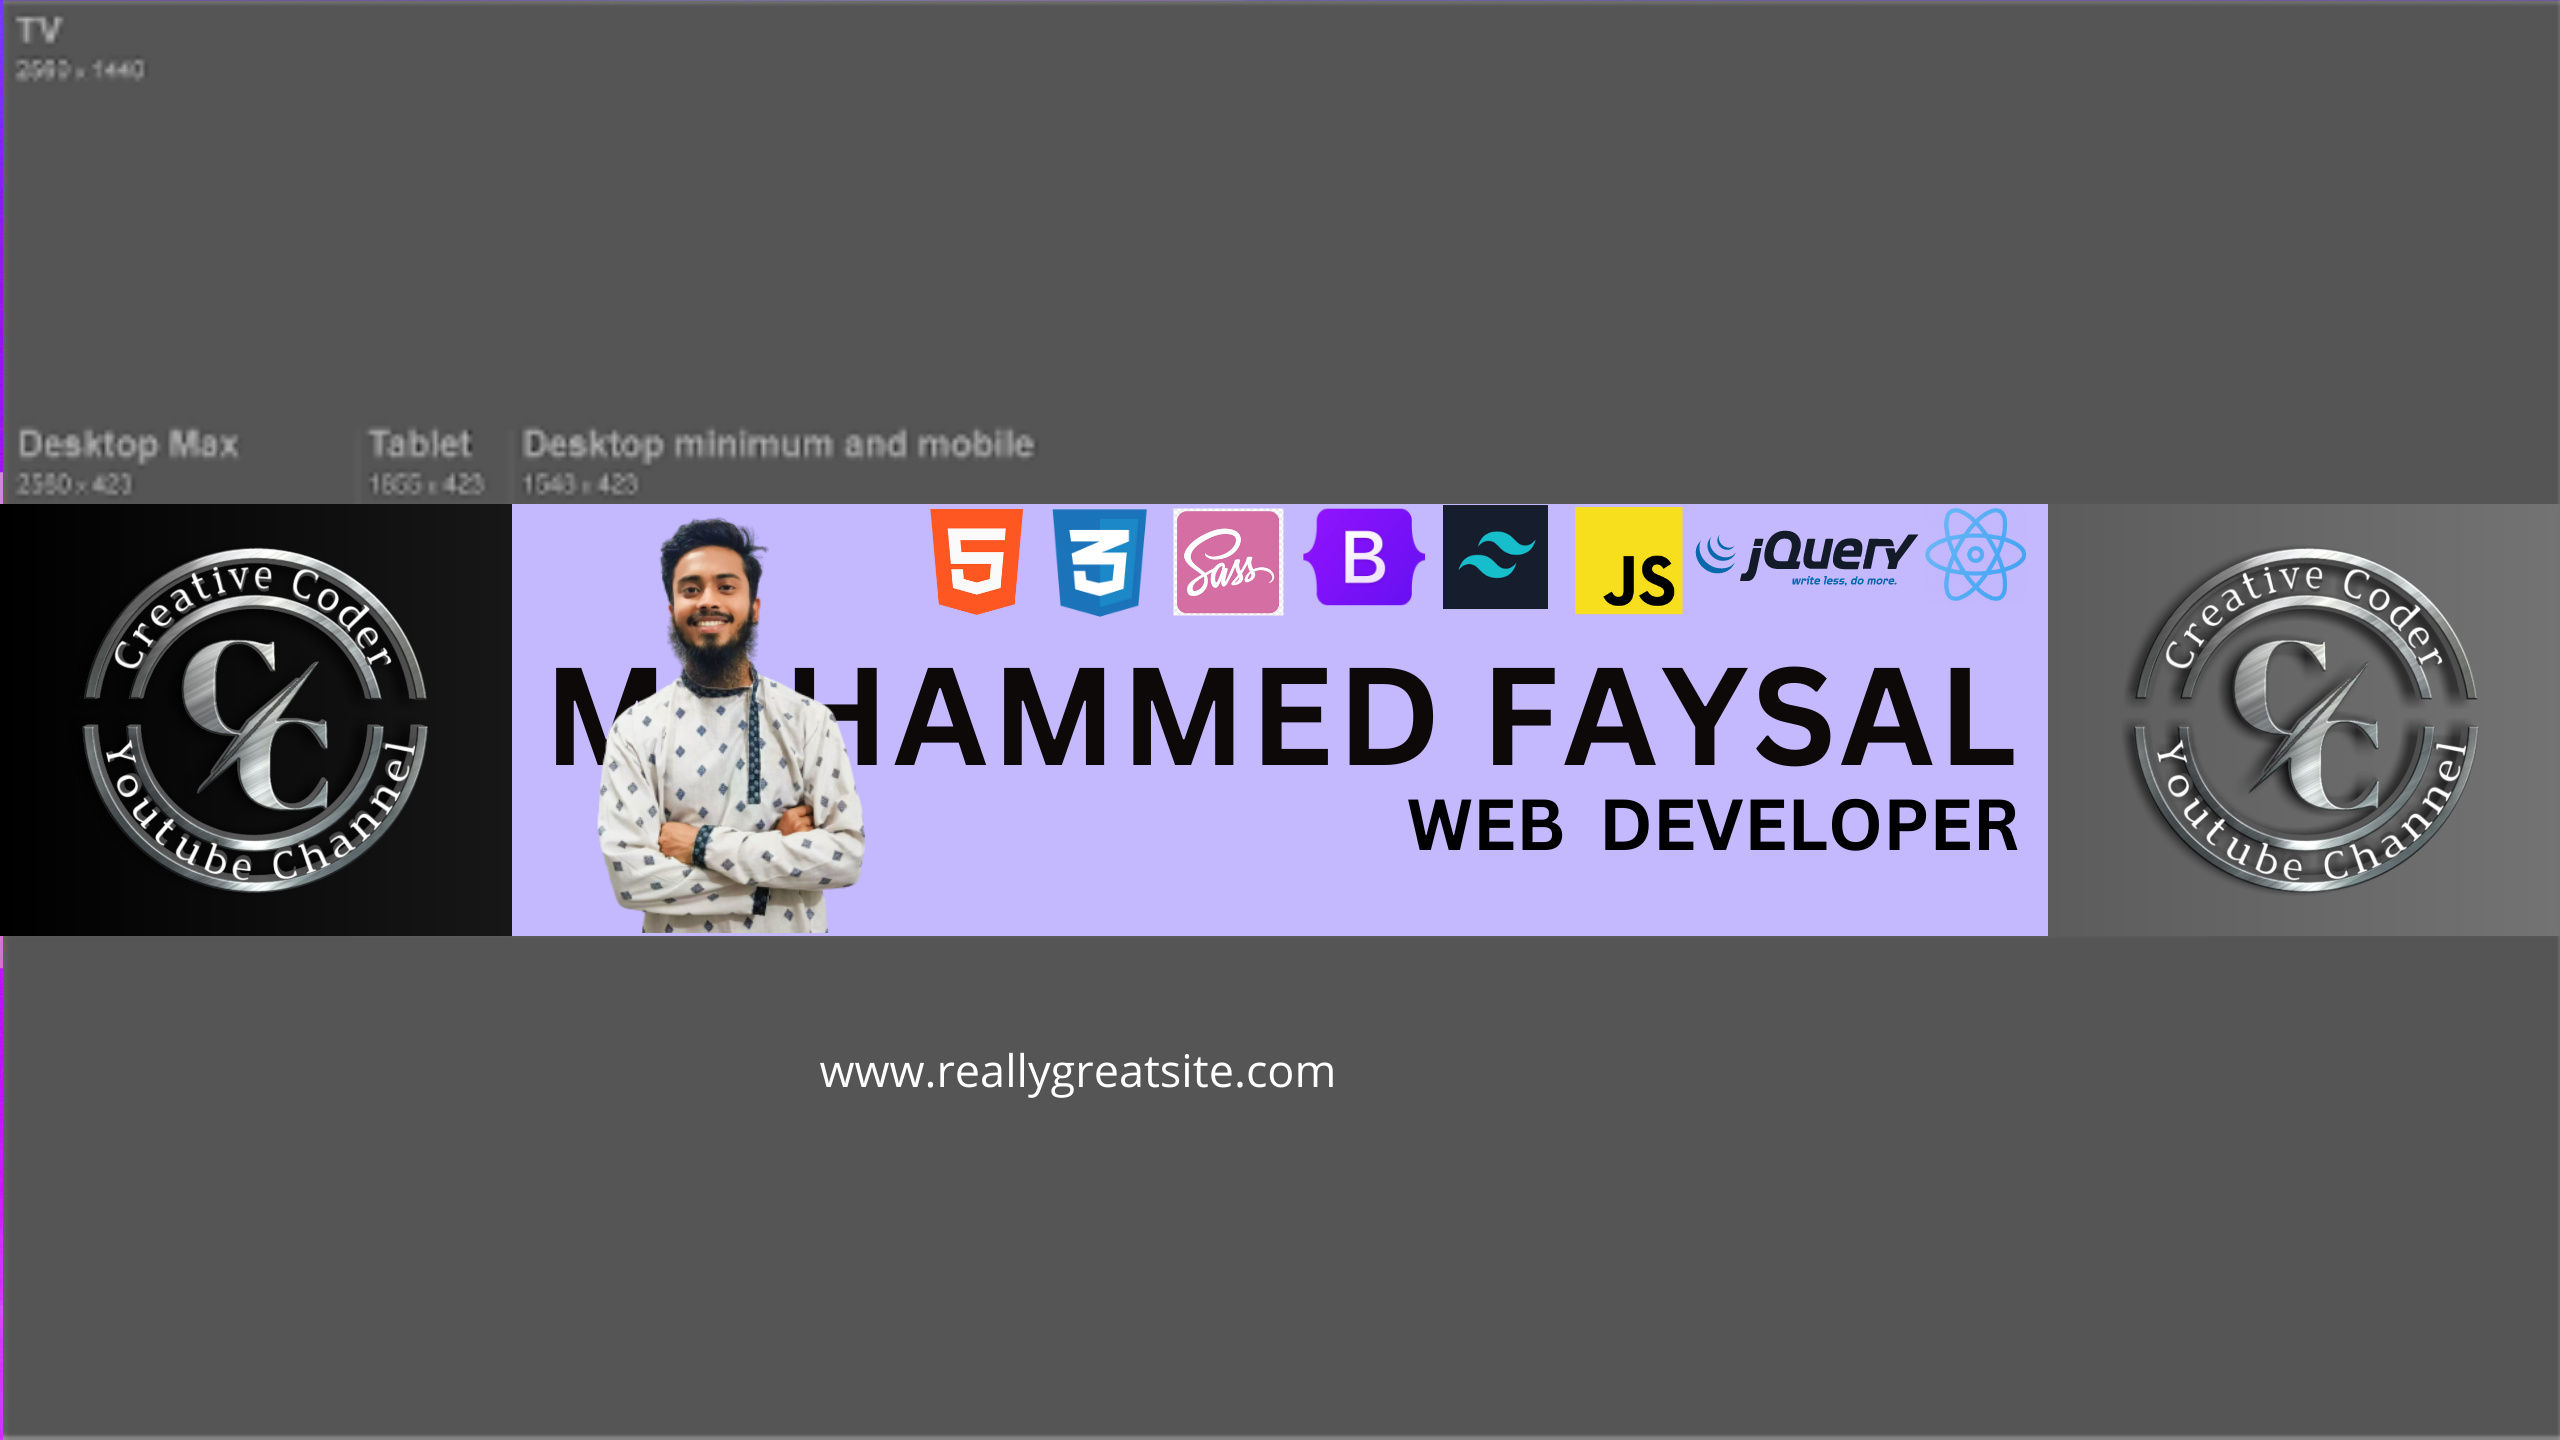 TV
2560 x 1440
Desktop Max
2560 x 423
Tablet
1855 x 423
Desktop minimum and mobile
1546 x 423
Creative Coder
CC
Youtube Channel
5
3
Sass
B
JS
jQuery
write less, do more.
M HAMMED FAYSAL
WEB DEVELOPER
Creative Coder
CC
Youtube Channel
www.reallygreatsite.com